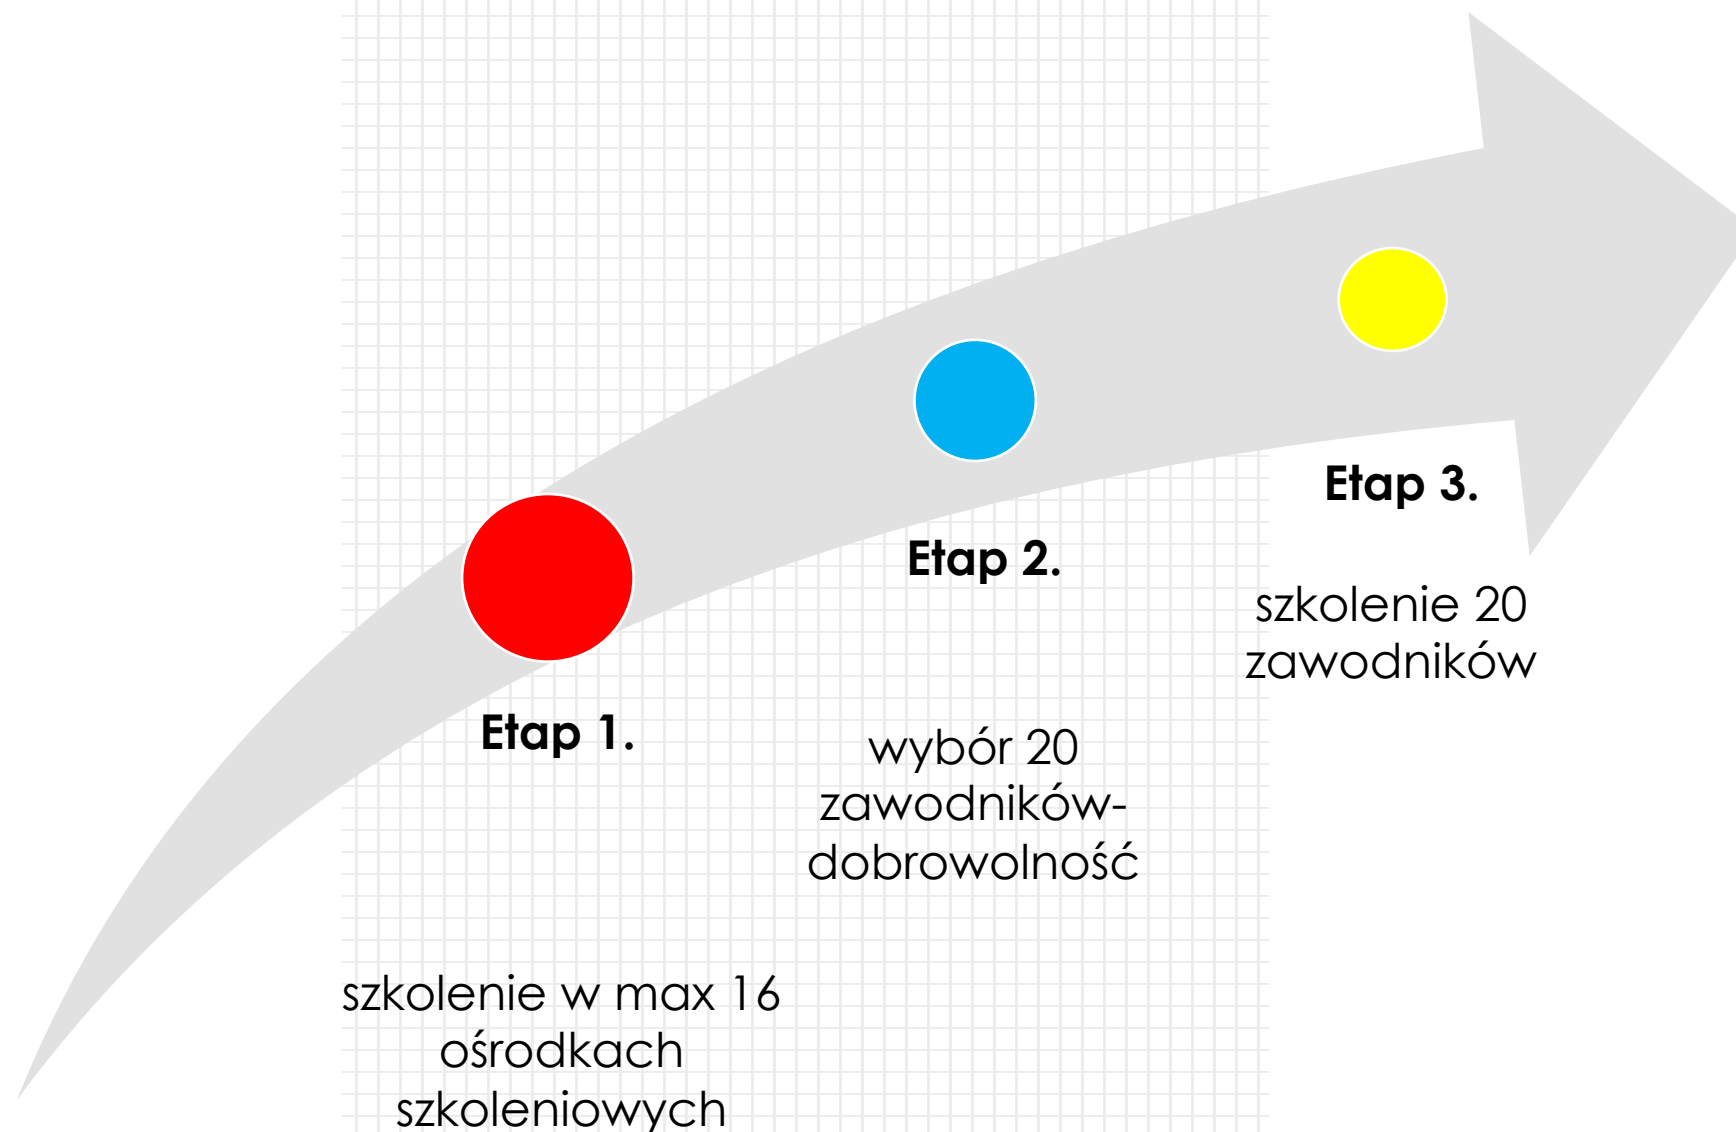 Etap 1.
szkolenie w max 16
ośrodkach
szkoleniowych
Etap 2.
wybór 20
zawodników-
dobrowolność
Etap 3.
szkolenie 20
zawodników